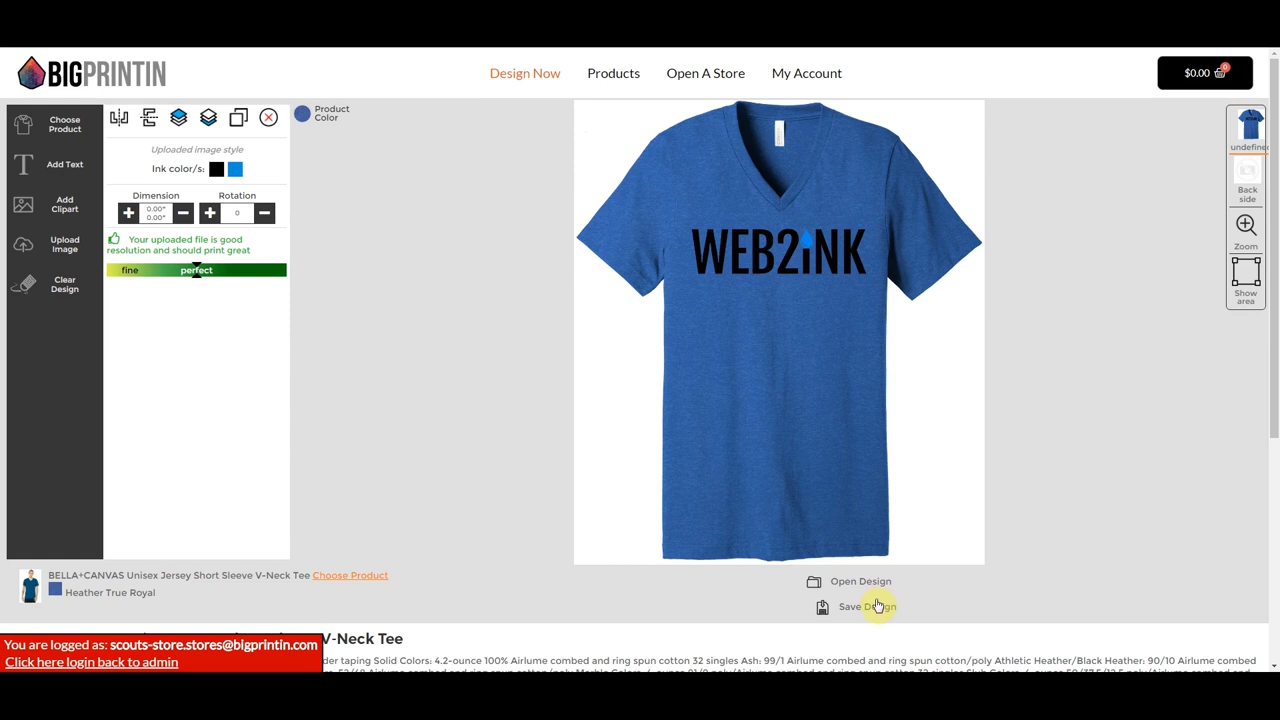 BIGPRINTIN
Design Now
Products
Open A Store
My Account
$0.00
0
Choose
Product
Add Text
Add
Clipart
Upload
Image
Clear
Design
Uploaded image style
Ink color/s:
Dimension
Rotation
0.00"
0.00"
0
Your uploaded file is good
resolution and should print great
fine
perfect
Product
Color
WEB2iNK
undefine
Back
side
Zoom
Show
area
BELLA+CANVAS Unisex Jersey Short Sleeve V-Neck Tee Choose Product
Heather True Royal
Open Design
Save Design
V-Neck Tee
You are logged as: scouts-store.stores@bigprintin.com
Click here login back to admin
der taping Solid Colors: 4.2-ounce 100% Airlume combed and ring spun cotton 32 singles Ash: 99/1 Airlume combed and ring spun cotton/poly Athletic Heather/Black Heather: 90/10 Airlume combed